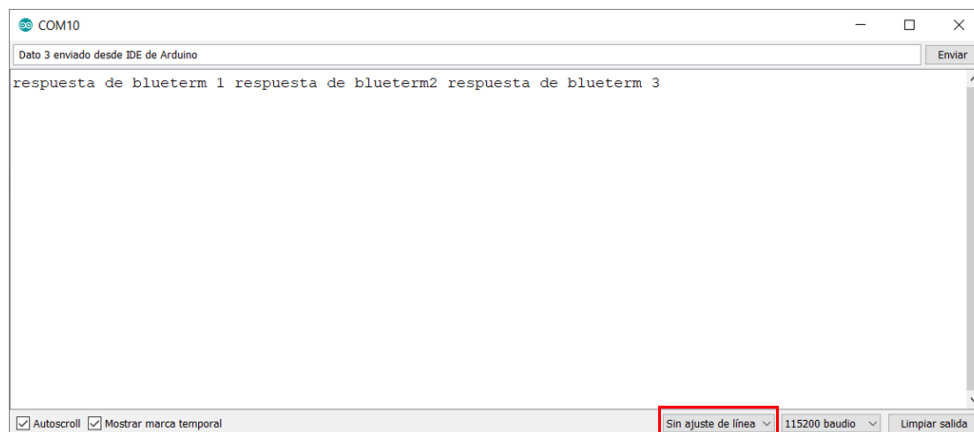 COM10
Dato 3 enviado desde IDE de Arduino Enviar
respuesta de blueterm 1 respuesta de blueterm2 respuesta de blueterm 3
Autoscroll Mostrar marca temporal Sin ajuste de línea 115200 baudio Limpiar salida